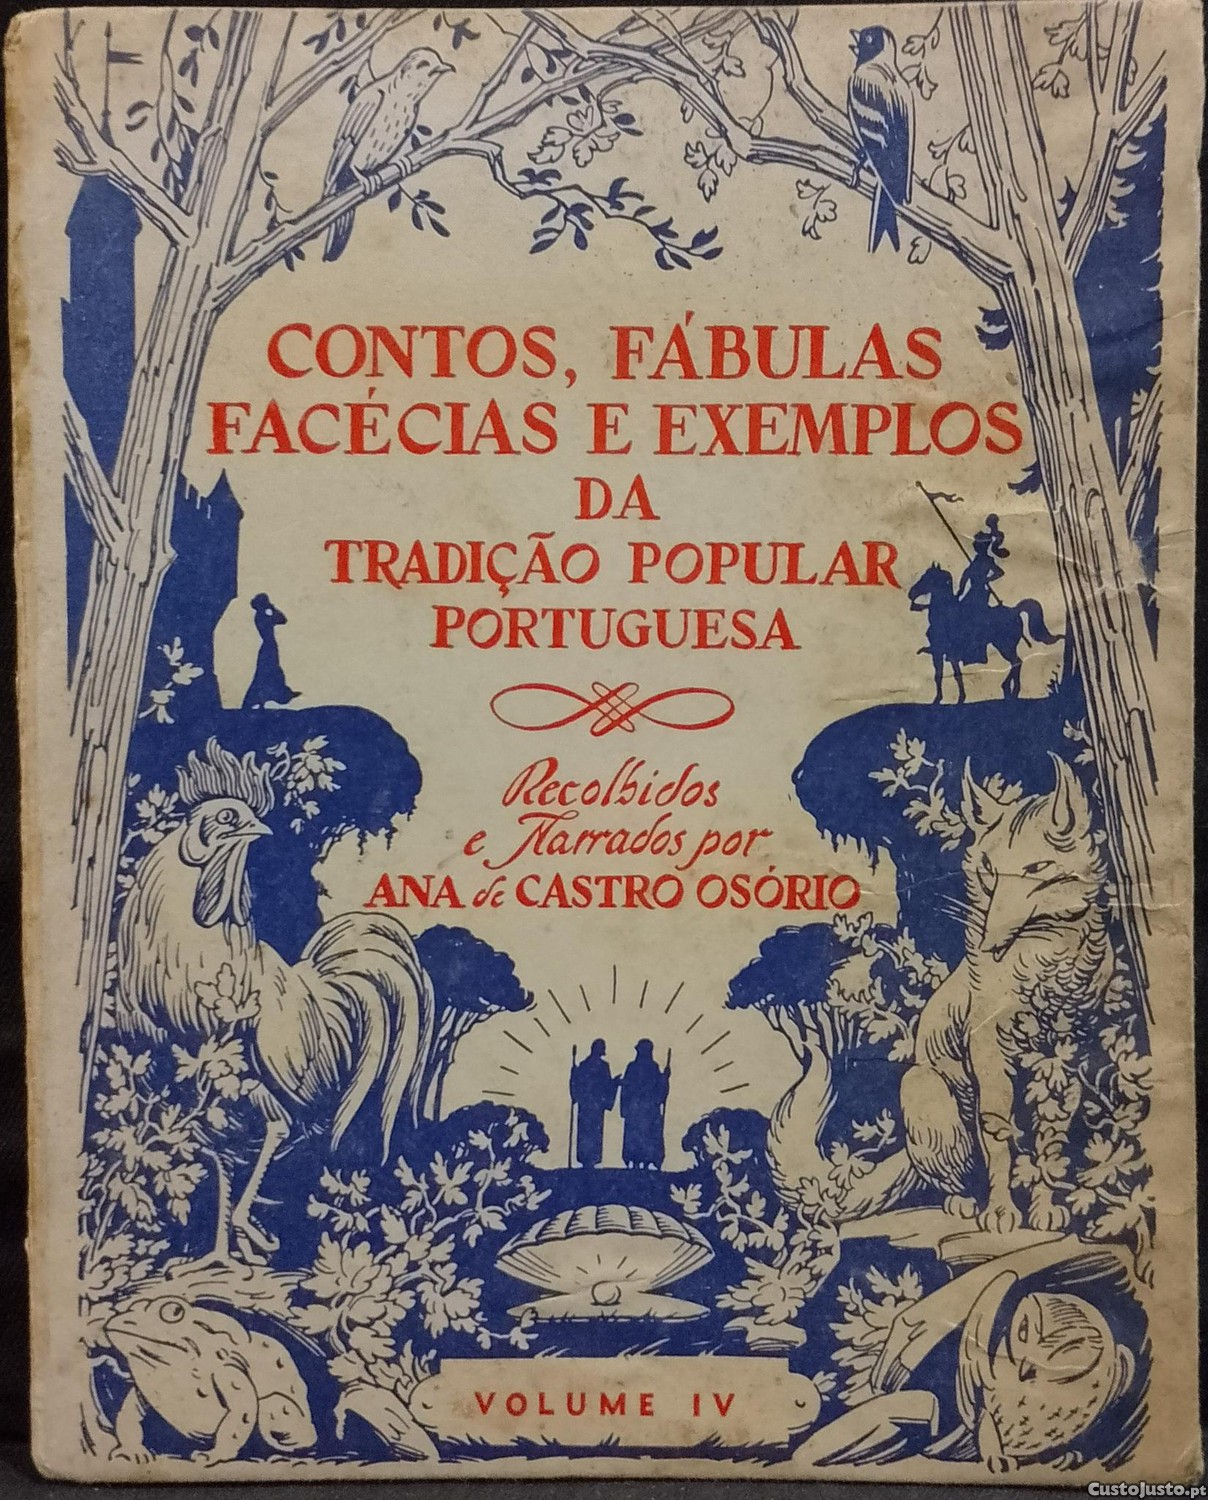 CONTOS, FÁBULAS
FACÉCIAS E EXEMPLOS
DA
TRADIÇÃO POPULAR
PORTUGUESA
Recolhidos
e Narrados por
ANA de CASTRO OSÓRIO
VOLUME IV
CustoJusto.pt